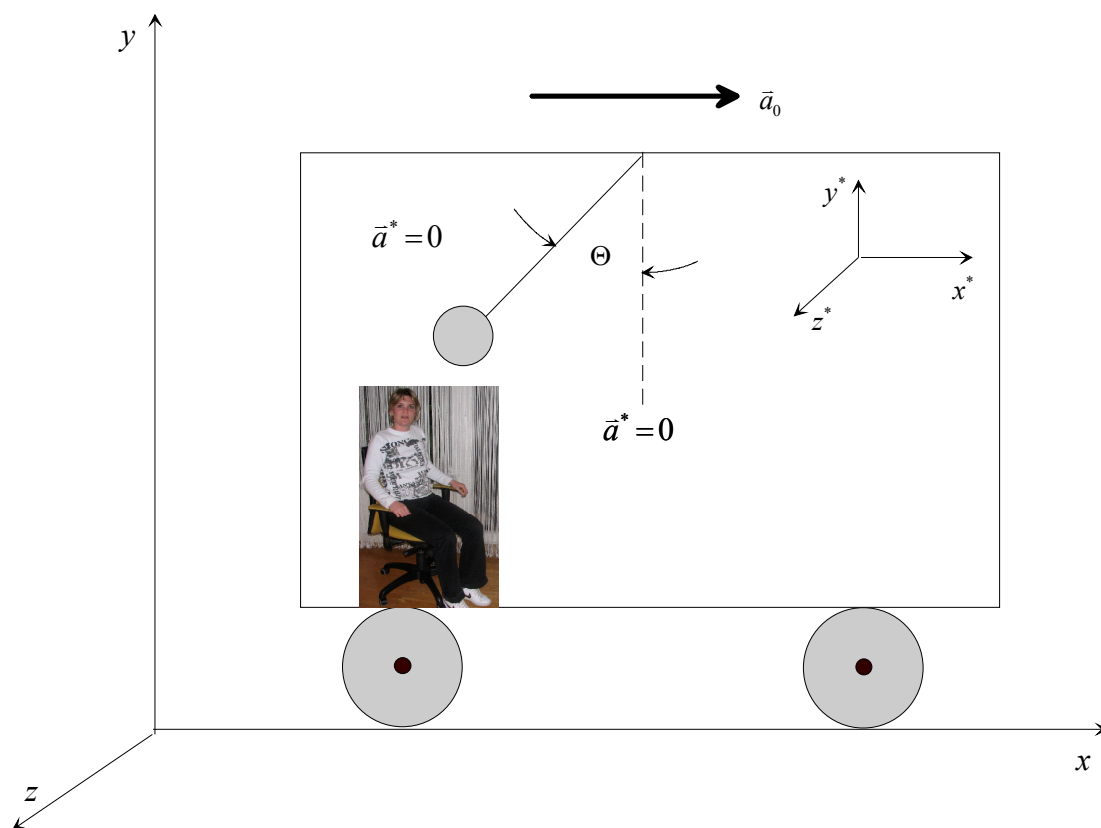 y
a⃗₀
y*
a⃗* = 0
Θ
x*
z*
a⃗* = 0
x
z